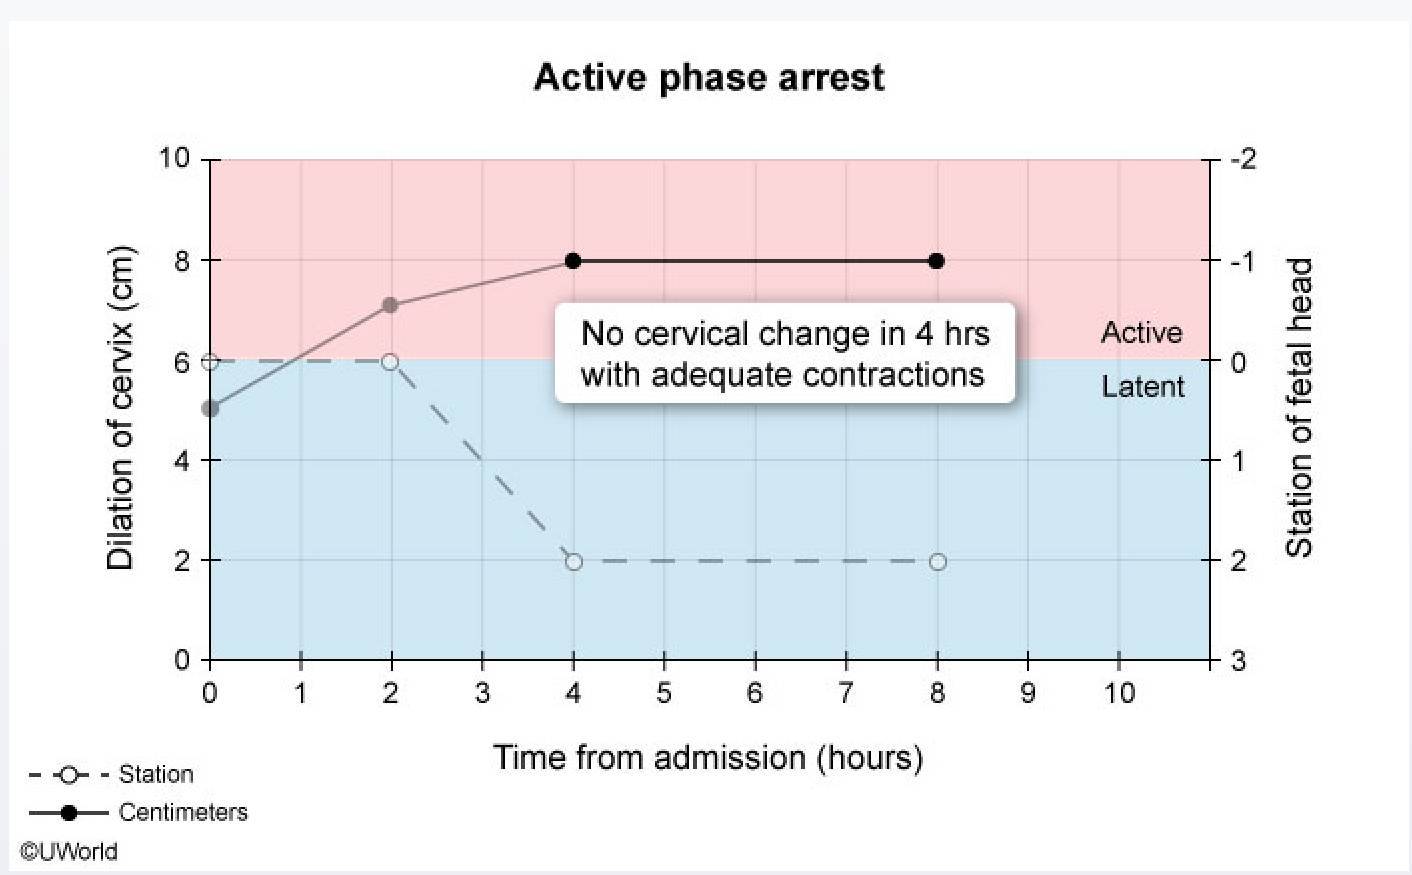 Active phase arrest
Dilation of cervix (cm)
10
8
6
4
2
0
-2
-1
0
1
2
3
Station of fetal head
No cervical change in 4 hrs
with adequate contractions
Active
Latent
0 1 2 3 4 5 6 7 8 9 10
Time from admission (hours)
Station
Centimeters
©UWorld